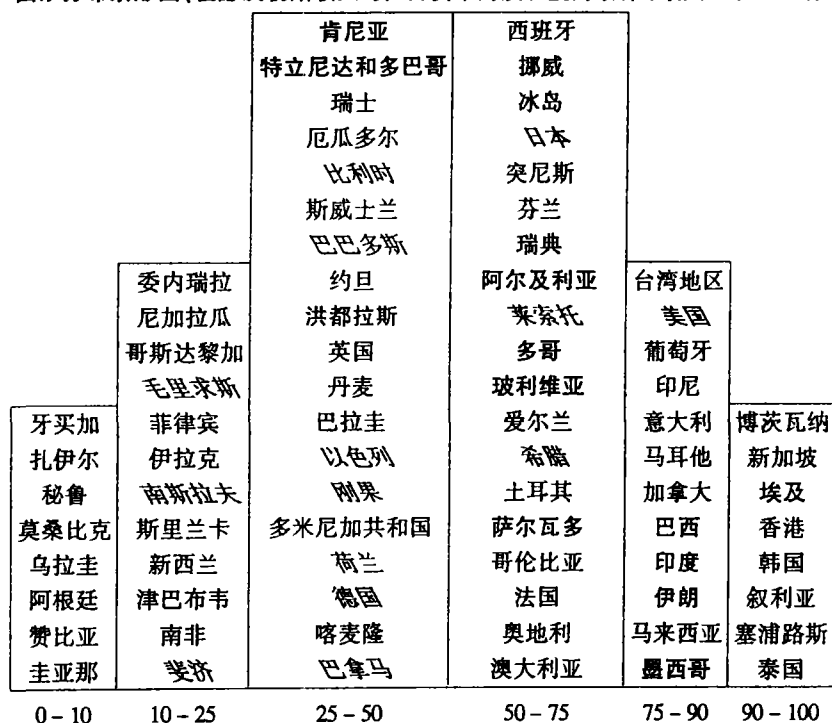 肯尼亚 西班牙
特立尼达和多巴哥 挪威
瑞士 冰岛
厄瓜多尔 日本
比利时 突尼斯
斯威士兰 芬兰
巴巴多斯 瑞典
委内瑞拉 约旦 阿尔及利亚 台湾地区
尼加拉瓜 洪都拉斯 莱索托 美国
哥斯达黎加 英国 多哥 葡萄牙
毛里求斯 丹麦 玻利维亚 印尼
牙买加 菲律宾 巴拉圭 爱尔兰 意大利 博茨瓦纳
扎伊尔 伊拉克 以色列 希腊 马耳他 新加坡
秘鲁 南斯拉夫 刚果 土耳其 加拿大 埃及
莫桑比克 斯里兰卡 多米尼加共和国 萨尔瓦多 巴西 香港
乌拉圭 新西兰 荷兰 哥伦比亚 印度 韩国
阿根廷 津巴布韦 德国 法国 伊朗 叙利亚
赞比亚 南非 喀麦隆 奥地利 马来西亚 塞浦路斯
圭亚那 斐济 巴拿马 澳大利亚 墨西哥 泰国
0－10 10－25 25－50 50－75 75－90 90－100